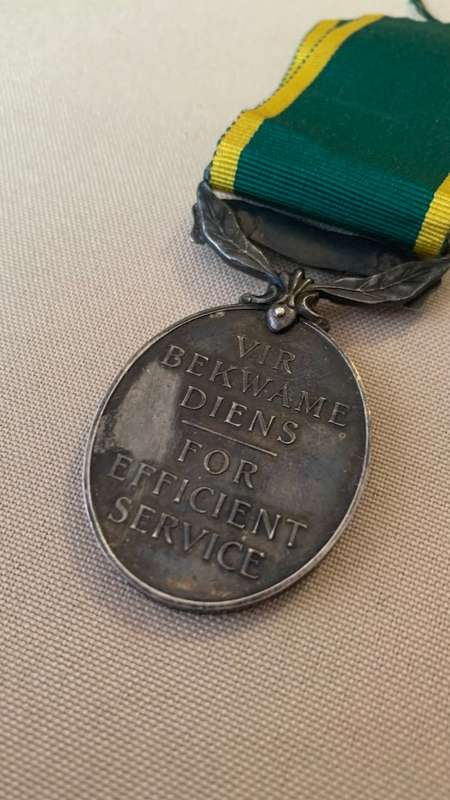 VIR
BEKWAME
DIENS
FOR
EFFICIENT
SERVICE